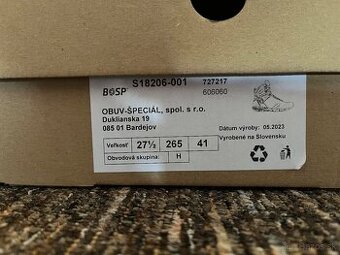 BOSP S18206-001 727217
606060
OBUV-ŠPECIÁL, spol. s r.o.
Duklianska 19
085 01 Bardejov
Dátum výroby: 05.2023
Vyrobené na Slovensku
Veľkosť 27½ 265 41
Obvodová skupina: H